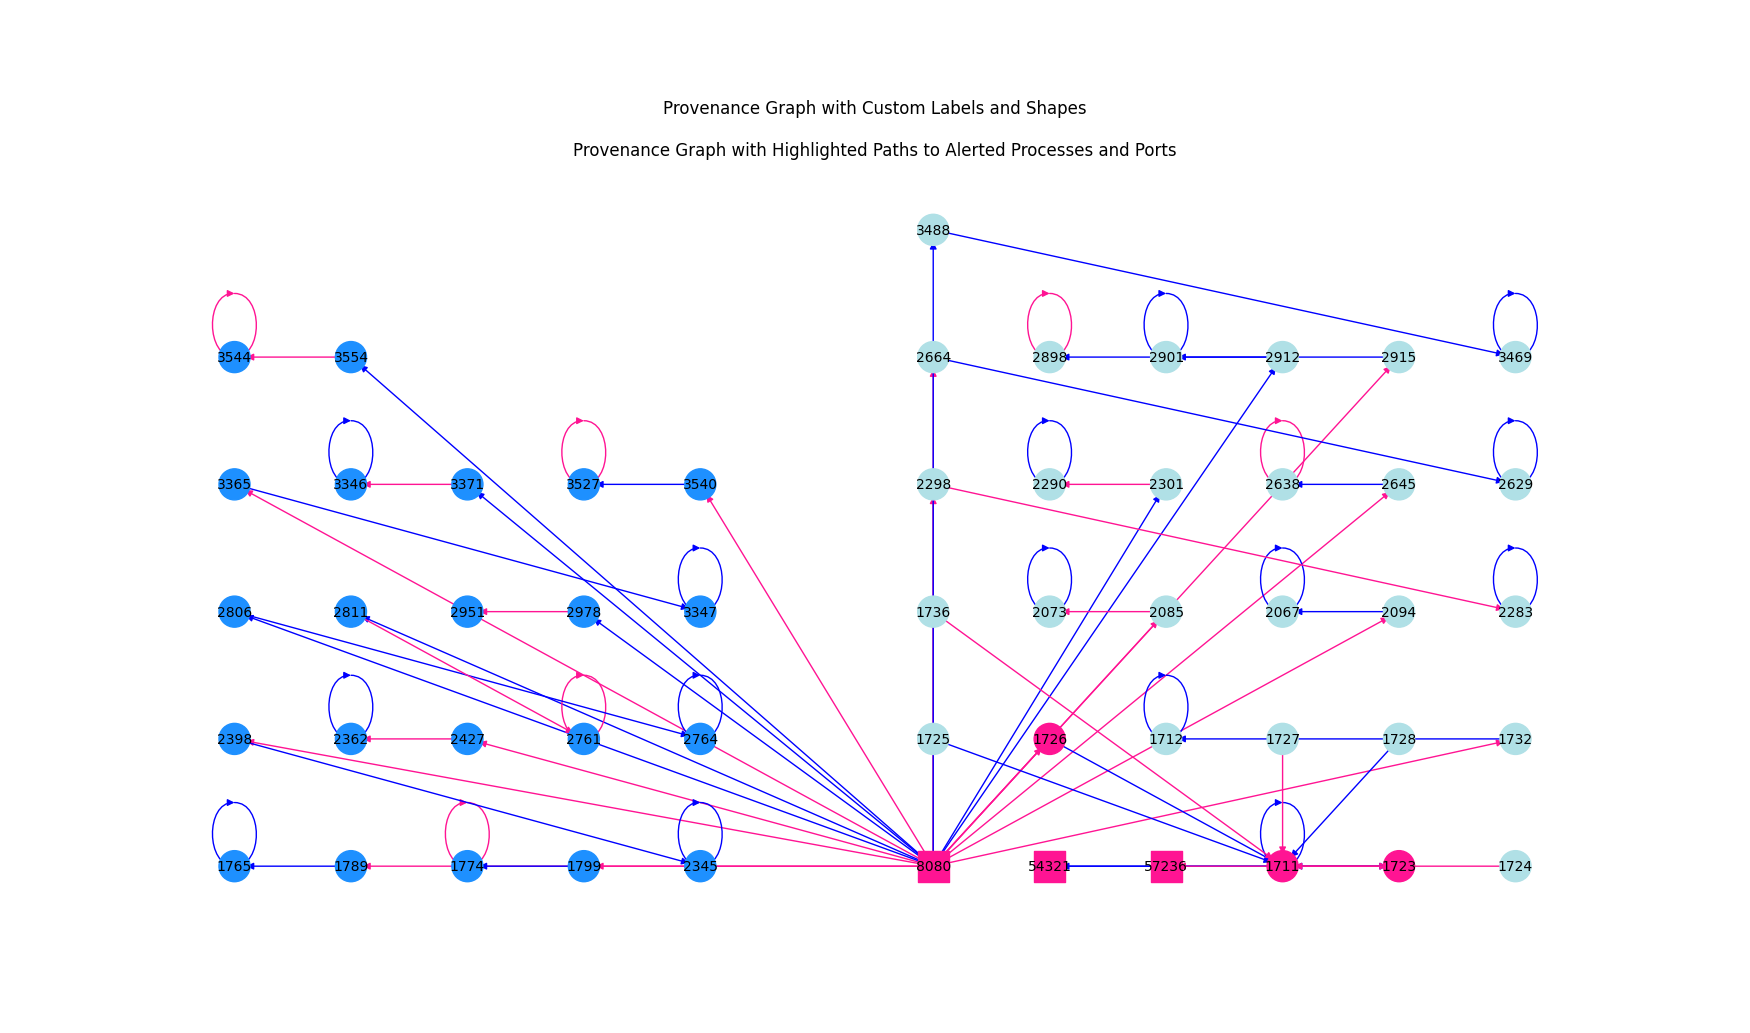 Provenance Graph with Custom Labels and Shapes
Provenance Graph with Highlighted Paths to Alerted Processes and Ports
3488
3544 3554 2664 2898 2901 2912 2915 3469
3365 3346 3371 3527 3540 2298 2290 2301 2638 2645 2629
2806 2811 2951 2978 3347 1736 2073 2085 2067 2094 2283
2398 2362 2427 2761 2764 1725 1726 1712 1727 1728 1732
1765 1789 1774 1799 2345 8080 54321 57236 1711 1723 1724